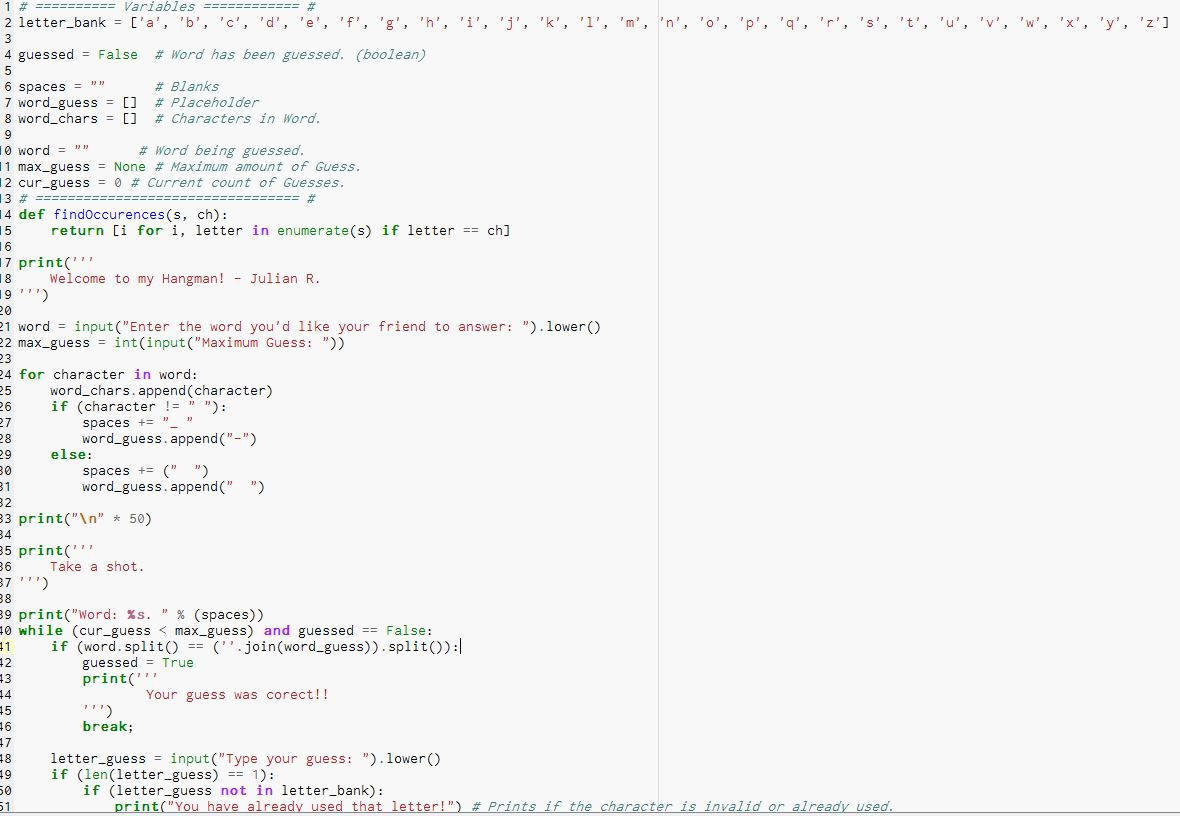 1 # ========== Variables ============ #
2 letter_bank = ['a', 'b', 'c', 'd', 'e', 'f', 'g', 'h', 'i', 'j', 'k', 'l', 'm', 'n', 'o', 'p', 'q', 'r', 's', 't', 'u', 'v', 'w', 'x', 'y', 'z']
3
4 guessed = False  # Word has been guessed. (boolean)
5
6 spaces = ""      # Blanks
7 word_guess = []  # Placeholder
8 word_chars = []  # Characters in Word.
9
10 word = ""      # Word being guessed.
11 max_guess = None # Maximum amount of Guess.
12 cur_guess = 0 # Current count of Guesses.
13 # ================================= #
14 def findOccurences(s, ch):
15     return [i for i, letter in enumerate(s) if letter == ch]
16
17 print('''
18     Welcome to my Hangman! - Julian R.
19 ''')
20
21 word = input("Enter the word you'd like your friend to answer: ").lower()
22 max_guess = int(input("Maximum Guess: "))
23
24 for character in word:
25     word_chars.append(character)
26     if (character != " "):
27         spaces += "_ "
28         word_guess.append("-")
29     else:
30         spaces += ("  ")
31         word_guess.append("  ")
32
33 print("\n" * 50)
34
35 print('''
36     Take a shot.
37 ''')
38
39 print("Word: %s. " % (spaces))
40 while (cur_guess < max_guess) and guessed == False:
41     if (word.split() == (''.join(word_guess)).split()):
42         guessed = True
43         print('''
44                 Your guess was corect!!
45         ''')
46         break;
47
48     letter_guess = input("Type your guess: ").lower()
49     if (len(letter_guess) == 1):
50         if (letter_guess not in letter_bank):
51             print("You have already used that letter!") # Prints if the character is invalid or already used.